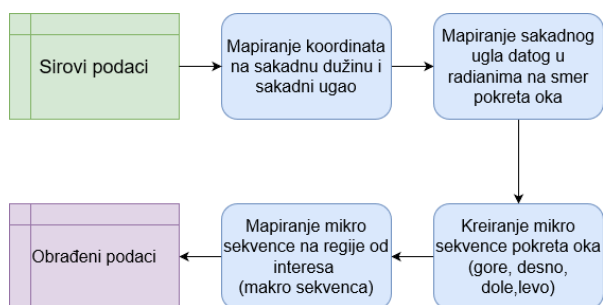 Sirovi podaci
Mapiranje koordinata
na sakadnu dužinu i
sakadni ugao
Mapiranje sakadnog
ugla datog u
radianima na smer
pokreta oka
Kreiranje mikro
sekvence pokreta oka
(gore, desno,
dole,levo)
Mapiranje mikro
sekvence na regije od
interesa
(makro sekvenca)
Obrađeni podaci